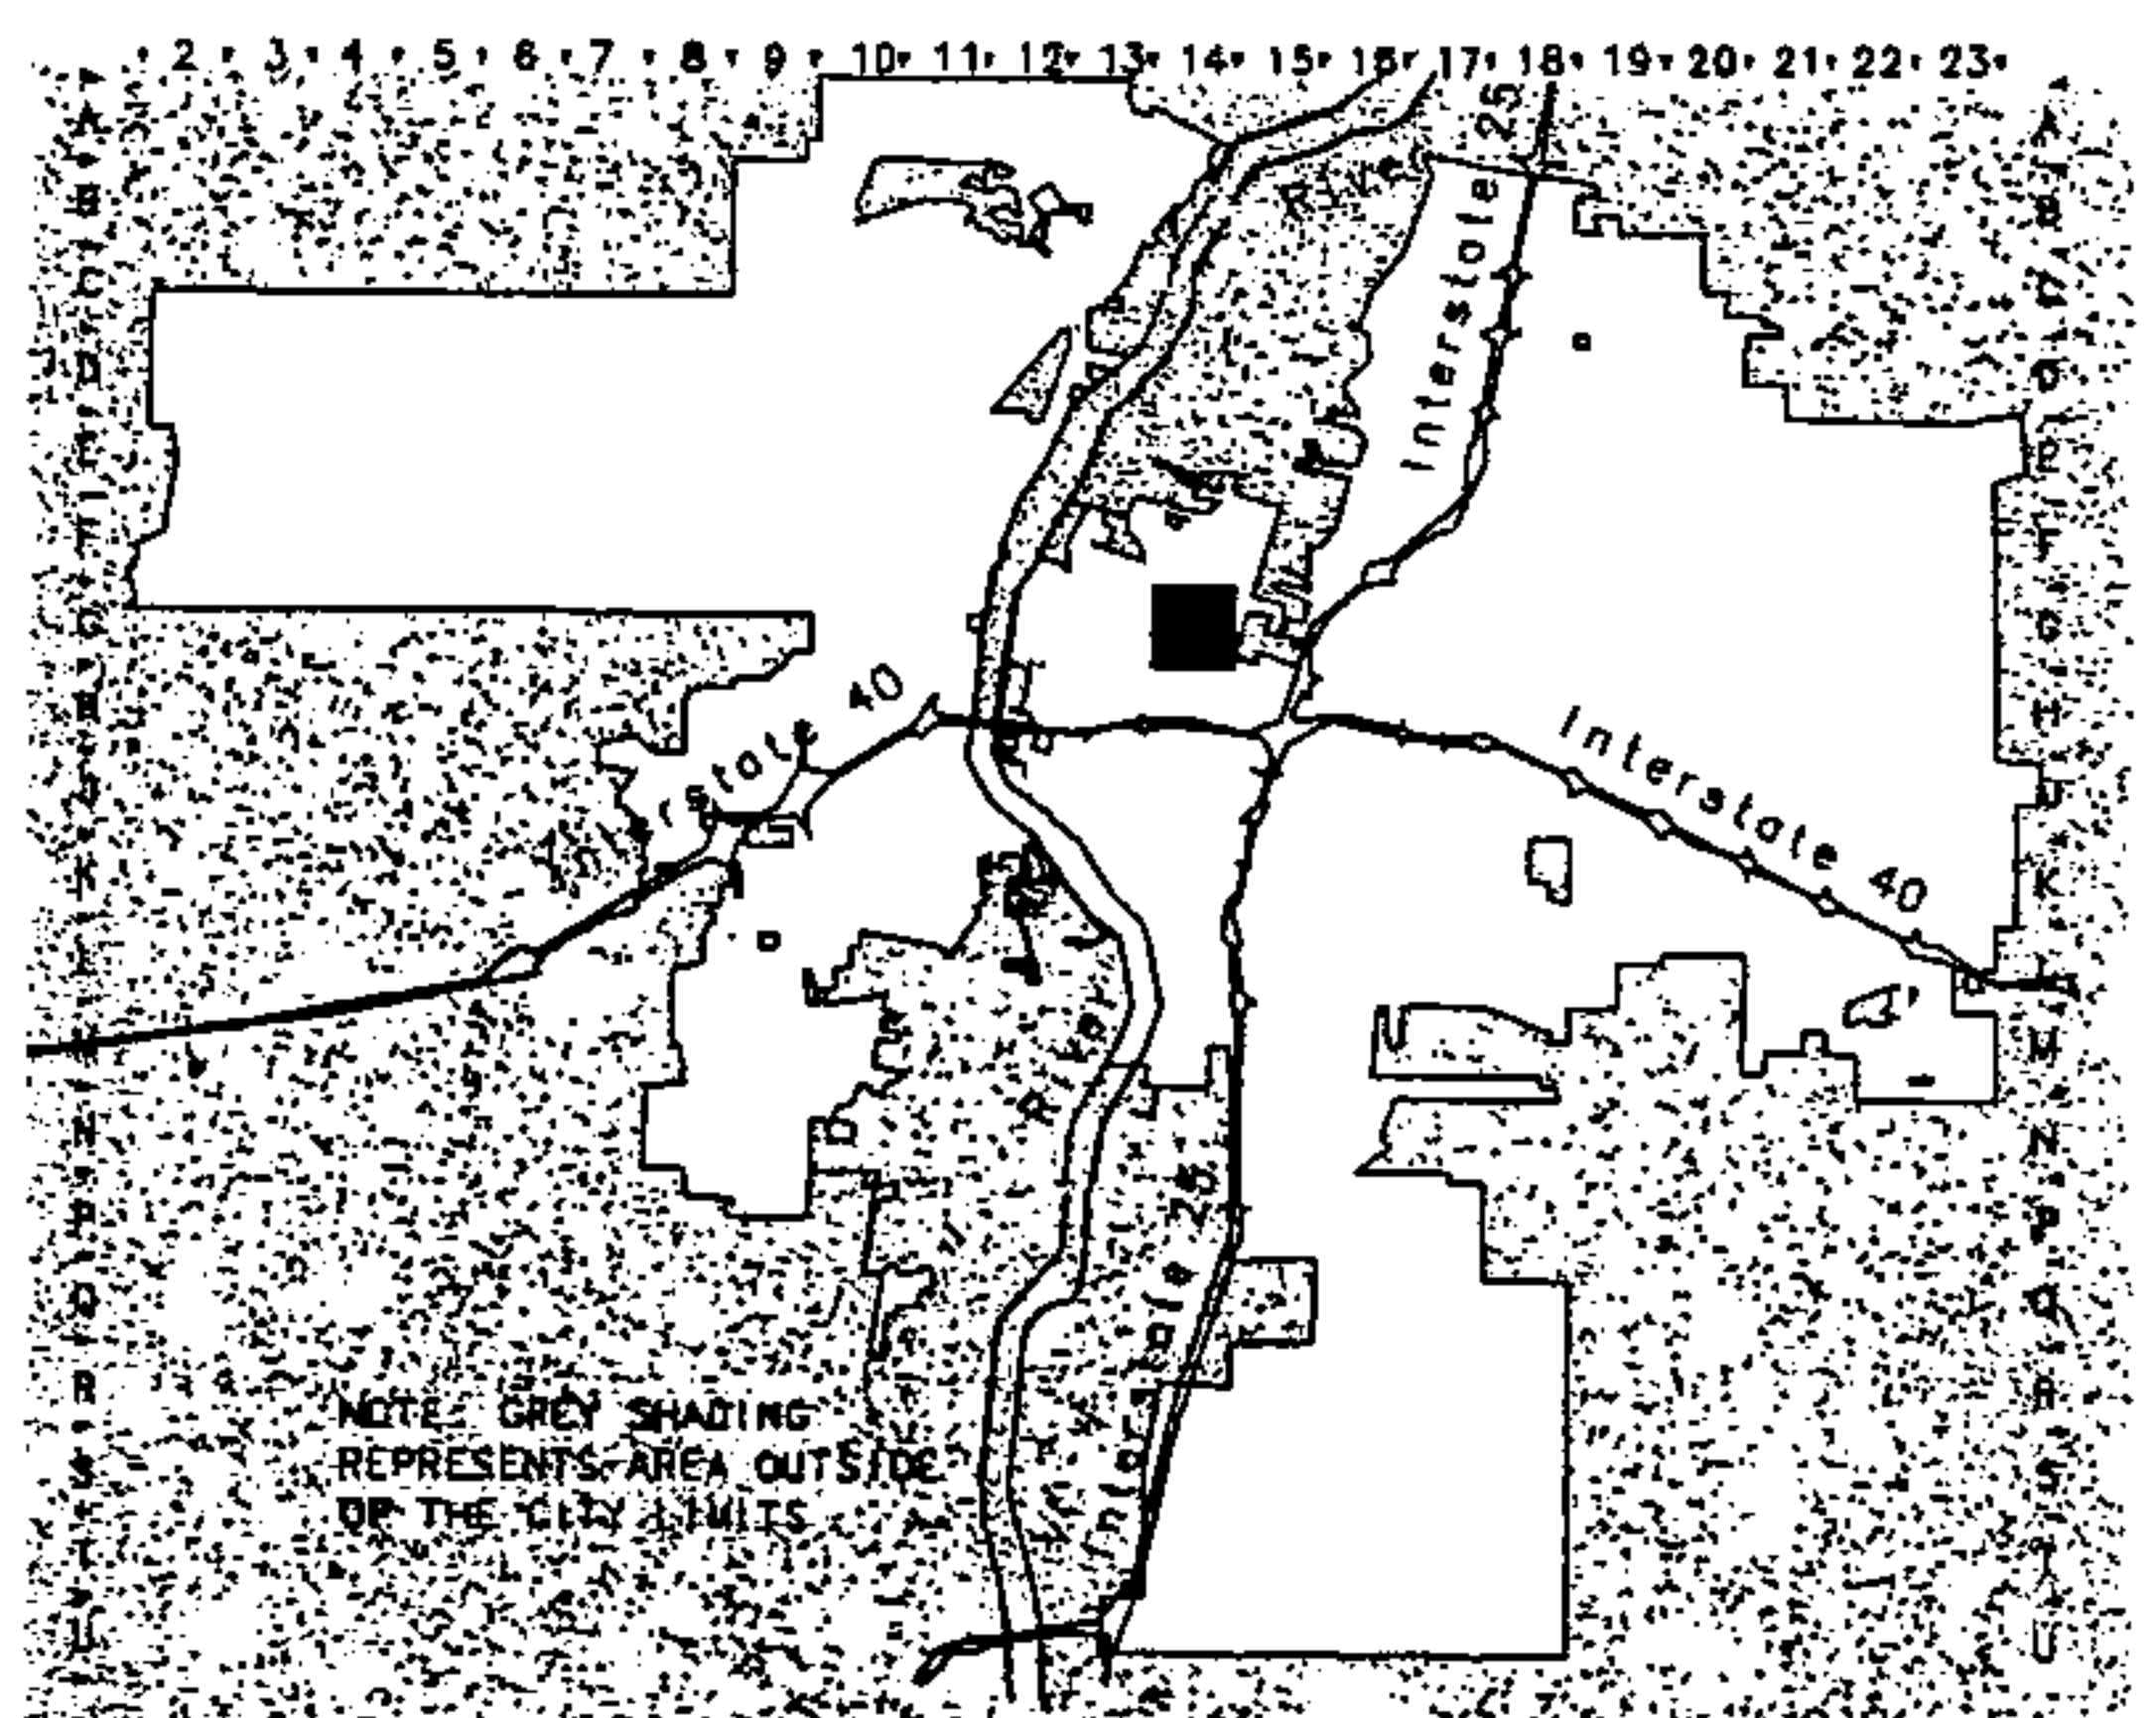 2 3 4 5 6 7 8 9 10 11 12 13 14 15 16 17 18 19 20 21 22 23
River
Interstate 25
Interstate 40
Interstate 40
River
Interstate 25
NOTE: GREY SHADING
REPRESENTS AREA OUTSIDE
OF THE CITY LIMITS
A
B
C
D
E
F
G
H
J
K
L
M
N
P
Q
R
S
T
U